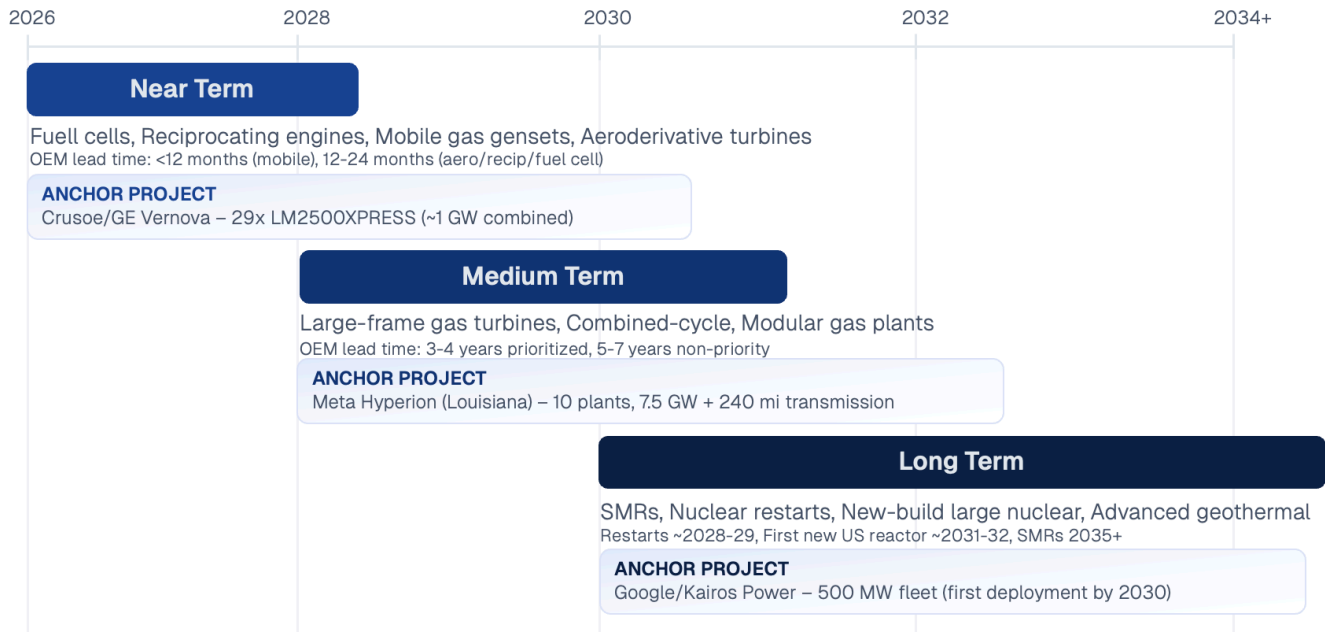 2026 2028 2030 2032 2034+
Near Term
Fuell cells, Reciprocating engines, Mobile gas gensets, Aeroderivative turbines
OEM lead time: <12 months (mobile), 12-24 months (aero/recip/fuel cell)
ANCHOR PROJECT
Crusoe/GE Vernova – 29x LM2500XPRESS (~1 GW combined)
Medium Term
Large-frame gas turbines, Combined-cycle, Modular gas plants
OEM lead time: 3-4 years prioritized, 5-7 years non-priority
ANCHOR PROJECT
Meta Hyperion (Louisiana) – 10 plants, 7.5 GW + 240 mi transmission
Long Term
SMRs, Nuclear restarts, New-build large nuclear, Advanced geothermal
Restarts ~2028-29, First new US reactor ~2031-32, SMRs 2035+
ANCHOR PROJECT
Google/Kairos Power – 500 MW fleet (first deployment by 2030)